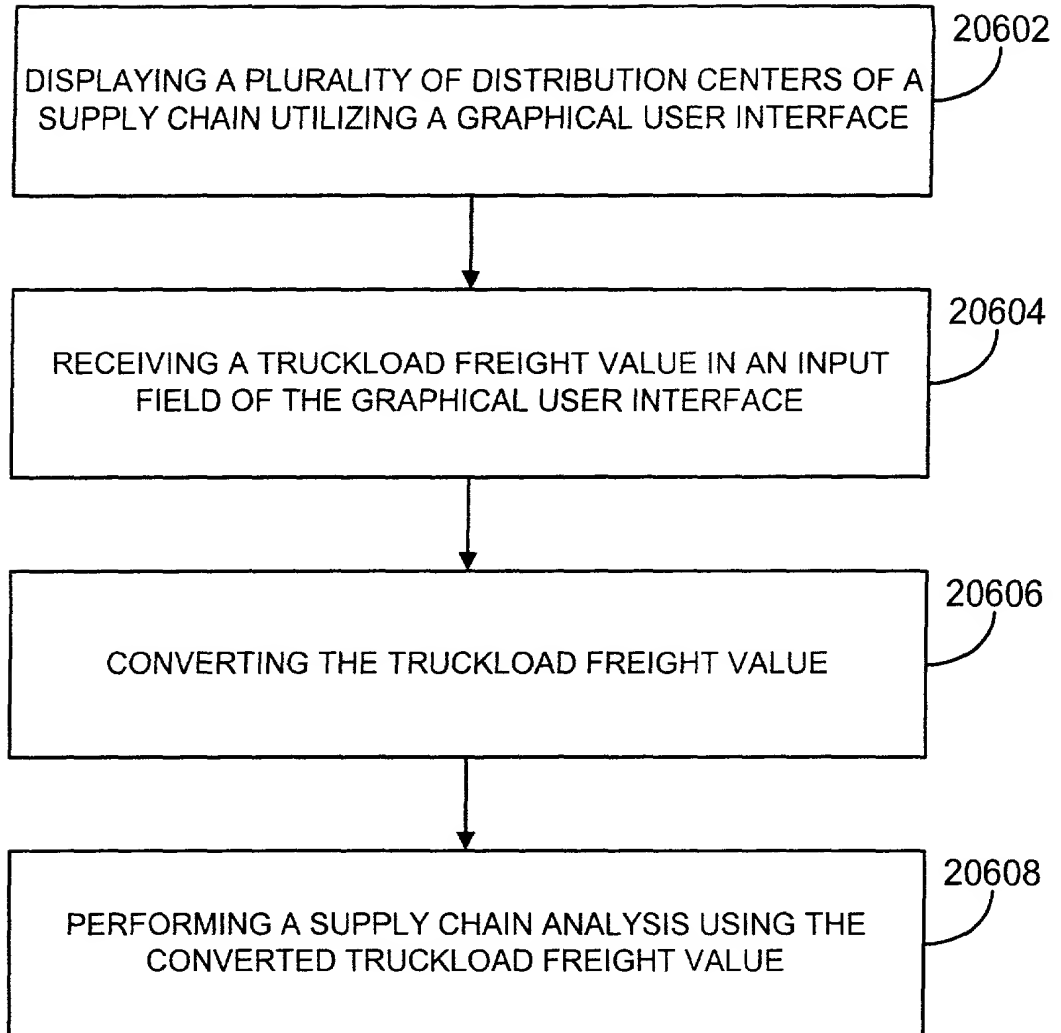 20602
DISPLAYING A PLURALITY OF DISTRIBUTION CENTERS OF A
SUPPLY CHAIN UTILIZING A GRAPHICAL USER INTERFACE
20604
RECEIVING A TRUCKLOAD FREIGHT VALUE IN AN INPUT
FIELD OF THE GRAPHICAL USER INTERFACE
20606
CONVERTING THE TRUCKLOAD FREIGHT VALUE
20608
PERFORMING A SUPPLY CHAIN ANALYSIS USING THE
CONVERTED TRUCKLOAD FREIGHT VALUE